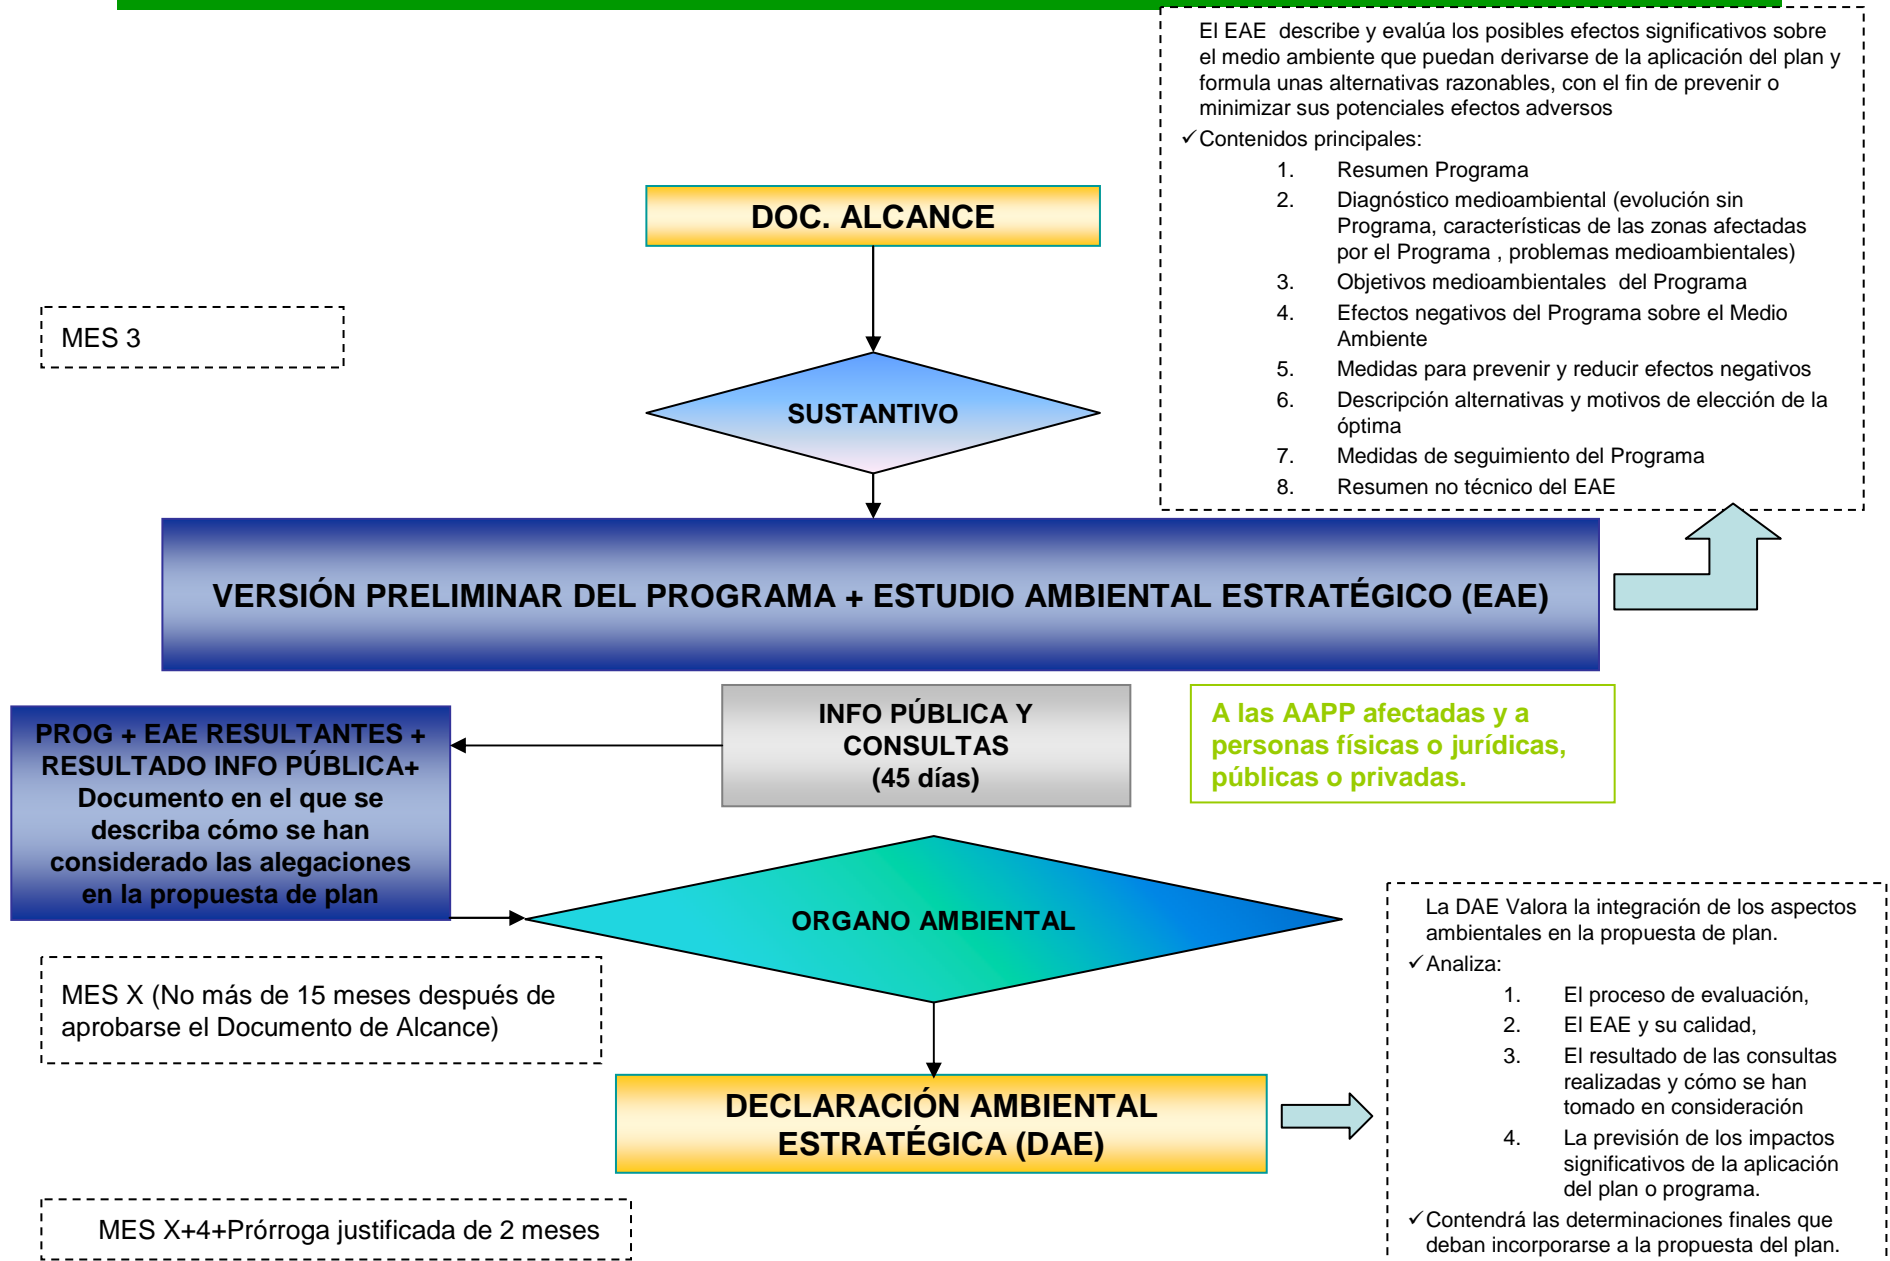 El EAE describe y evalúa los posibles efectos significativos sobre
el medio ambiente que puedan derivarse de la aplicación del plan y
formula unas alternativas razonables, con el fin de prevenir o
minimizar sus potenciales efectos adversos
✓Contenidos principales:
1. Resumen Programa
2. Diagnóstico medioambiental (evolución sin
Programa, características de las zonas afectadas
por el Programa , problemas medioambientales)
3. Objetivos medioambientales del Programa
4. Efectos negativos del Programa sobre el Medio
Ambiente
5. Medidas para prevenir y reducir efectos negativos
6. Descripción alternativas y motivos de elección de la
óptima
7. Medidas de seguimiento del Programa
8. Resumen no técnico del EAE
DOC. ALCANCE
MES 3
SUSTANTIVO
VERSIÓN PRELIMINAR DEL PROGRAMA + ESTUDIO AMBIENTAL ESTRATÉGICO (EAE)
INFO PÚBLICA Y
CONSULTAS
(45 días)
A las AAPP afectadas y a
personas físicas o jurídicas,
públicas o privadas.
PROG + EAE RESULTANTES +
RESULTADO INFO PÚBLICA+
Documento en el que se
describa cómo se han
considerado las alegaciones
en la propuesta de plan
ORGANO AMBIENTAL
MES X (No más de 15 meses después de
aprobarse el Documento de Alcance)
DECLARACIÓN AMBIENTAL
ESTRATÉGICA (DAE)
La DAE Valora la integración de los aspectos
ambientales en la propuesta de plan.
✓Analiza:
1. El proceso de evaluación,
2. El EAE y su calidad,
3. El resultado de las consultas
realizadas y cómo se han
tomado en consideración
4. La previsión de los impactos
significativos de la aplicación
del plan o programa.
✓Contendrá las determinaciones finales que
deban incorporarse a la propuesta del plan.
MES X+4+Prórroga justificada de 2 meses